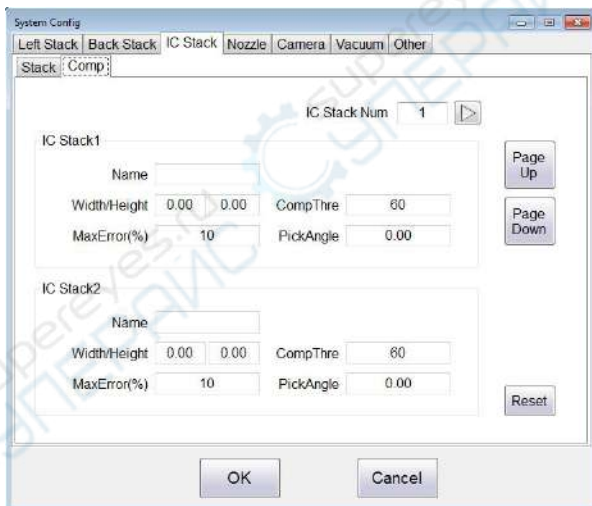 System Config
Left Stack Back Stack IC Stack Nozzle Camera Vacuum Other
Stack Comp
IC Stack Num 1
IC Stack1
Name
Width/Height 0.00 0.00 CompThre 60
MaxError(%) 10 PickAngle 0.00
Page Up
Page Down
IC Stack2
Name
Width/Height 0.00 0.00 CompThre 60
MaxError(%) 10 PickAngle 0.00
Reset
OK Cancel
supereyes.ru
СУПЕРАЙС